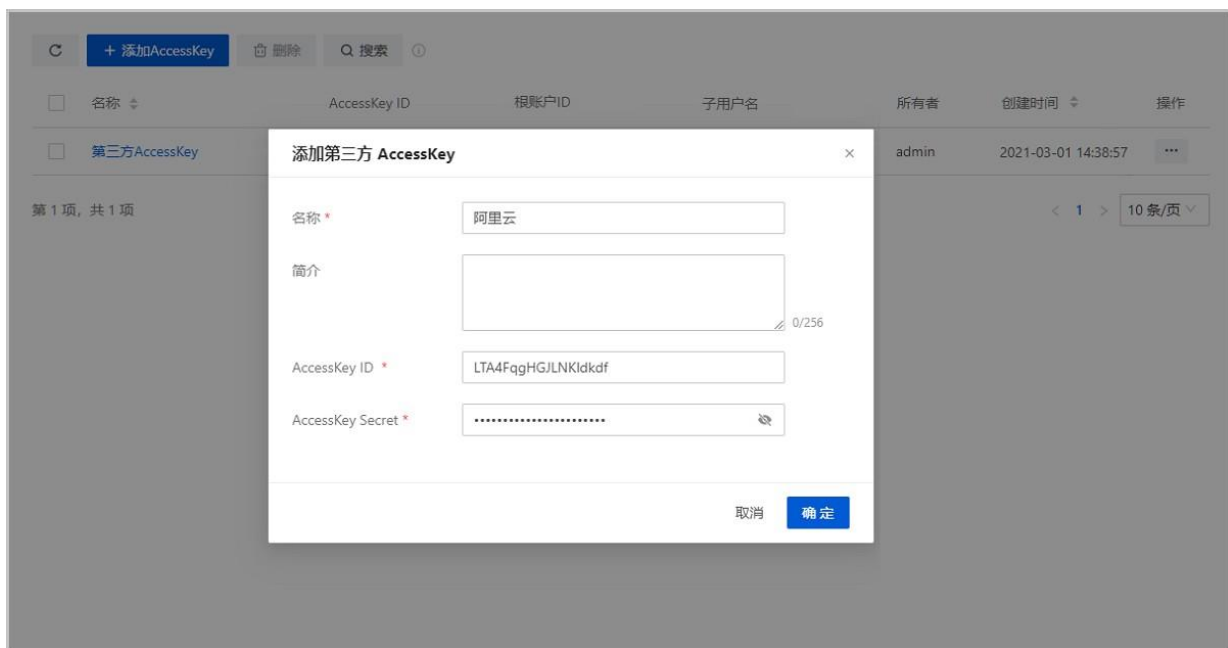 + 添加AccessKey 删除 搜索
名称 AccessKey ID 根账户ID 子用户名 所有者 创建时间 操作
第三方AccessKey admin 2021-03-01 14:38:57 ...
第 1 项, 共 1 项 < 1 > 10 条/页
添加第三方 AccessKey ×
名称 * 阿里云
简介
0/256
AccessKey ID * LTA4FqgHGJLNKIdkdf
AccessKey Secret * •••••••••••••••••••••••
取消 确定